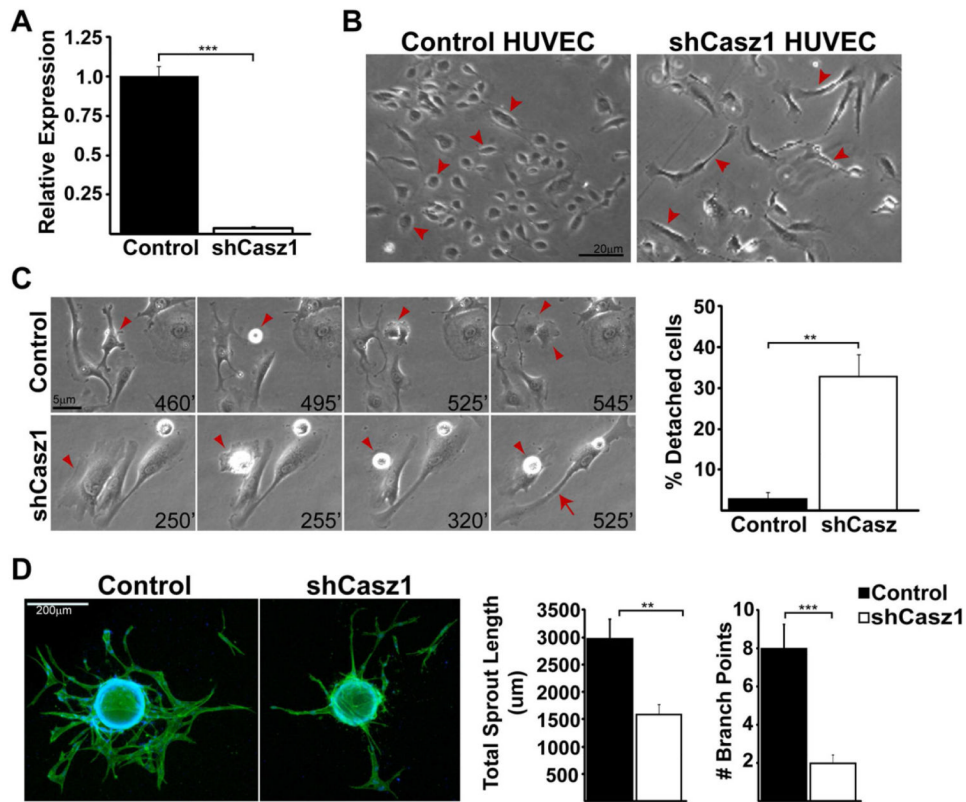 A
1.25
1.0
0.75
0.5
0.25
Relative Expression
***
Control shCasz1
B
Control HUVEC
shCasz1 HUVEC
20µm
C
Control
5µm
460’
495’
525’
545’
shCasz1
250’
255’
320’
525’
% Detached cells
50
40
30
20
10
**
Control shCasz
D
Control
shCasz1
200µm
Total Sprout Length
(um)
3500
3000
2500
2000
1500
1000
500
**
# Branch Points
10
8
6
4
2
***
Control
shCasz1